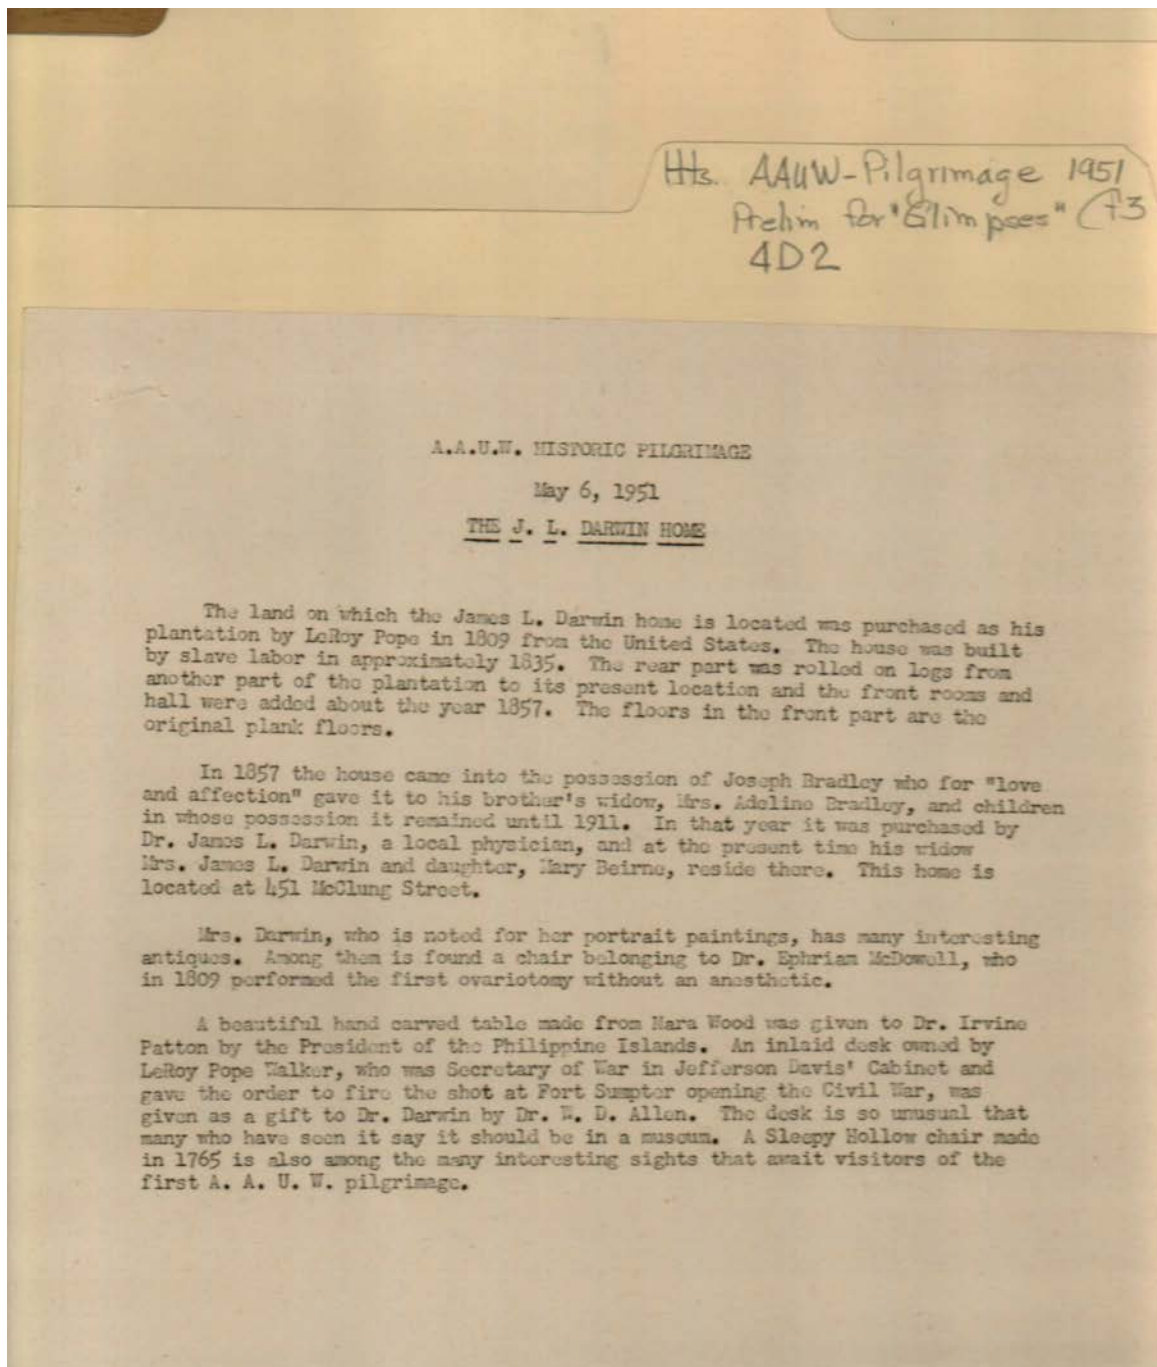 Hts. AAUW-Pilgrimage 1951
Prelim for "Glimpses" (f3
4D2
A.A.U.W. HISTORIC PILGRIMAGE
May 6, 1951
THE J. L. DARWIN HOME
The land on which the James L. Darwin home is located was purchased as his
plantation by LeRoy Pope in 1809 from the United States. The house was built
by slave labor in approximately 1835. The rear part was rolled on logs from
another part of the plantation to its present location and the front rooms and
hall were added about the year 1857. The floors in the front part are the
original plank floors.
In 1857 the house came into the possession of Joseph Bradley who for "love
and affection" gave it to his brother's widow, Mrs. Adeline Bradley, and children
in whose possession it remained until 1911. In that year it was purchased by
Dr. James L. Darwin, a local physician, and at the present time his widow
Mrs. James L. Darwin and daughter, Mary Beirne, reside there. This home is
located at 451 McClung Street.
Mrs. Darwin, who is noted for her portrait paintings, has many interesting
antiques. Among them is found a chair belonging to Dr. Ephriam McDowell, who
in 1809 performed the first ovariotomy without an anesthetic.
A beautiful hand carved table made from Nara Wood was given to Dr. Irvine
Patton by the President of the Philippine Islands. An inlaid desk owned by
LeRoy Pope Walker, who was Secretary of War in Jefferson Davis' Cabinet and
gave the order to fire the shot at Fort Sumpter opening the Civil War, was
given as a gift to Dr. Darwin by Dr. W. D. Allen. The desk is so unusual that
many who have seen it say it should be in a museum. A Sleepy Hollow chair made
in 1765 is also among the many interesting sights that await visitors of the
first A. A. U. W. pilgrimage.